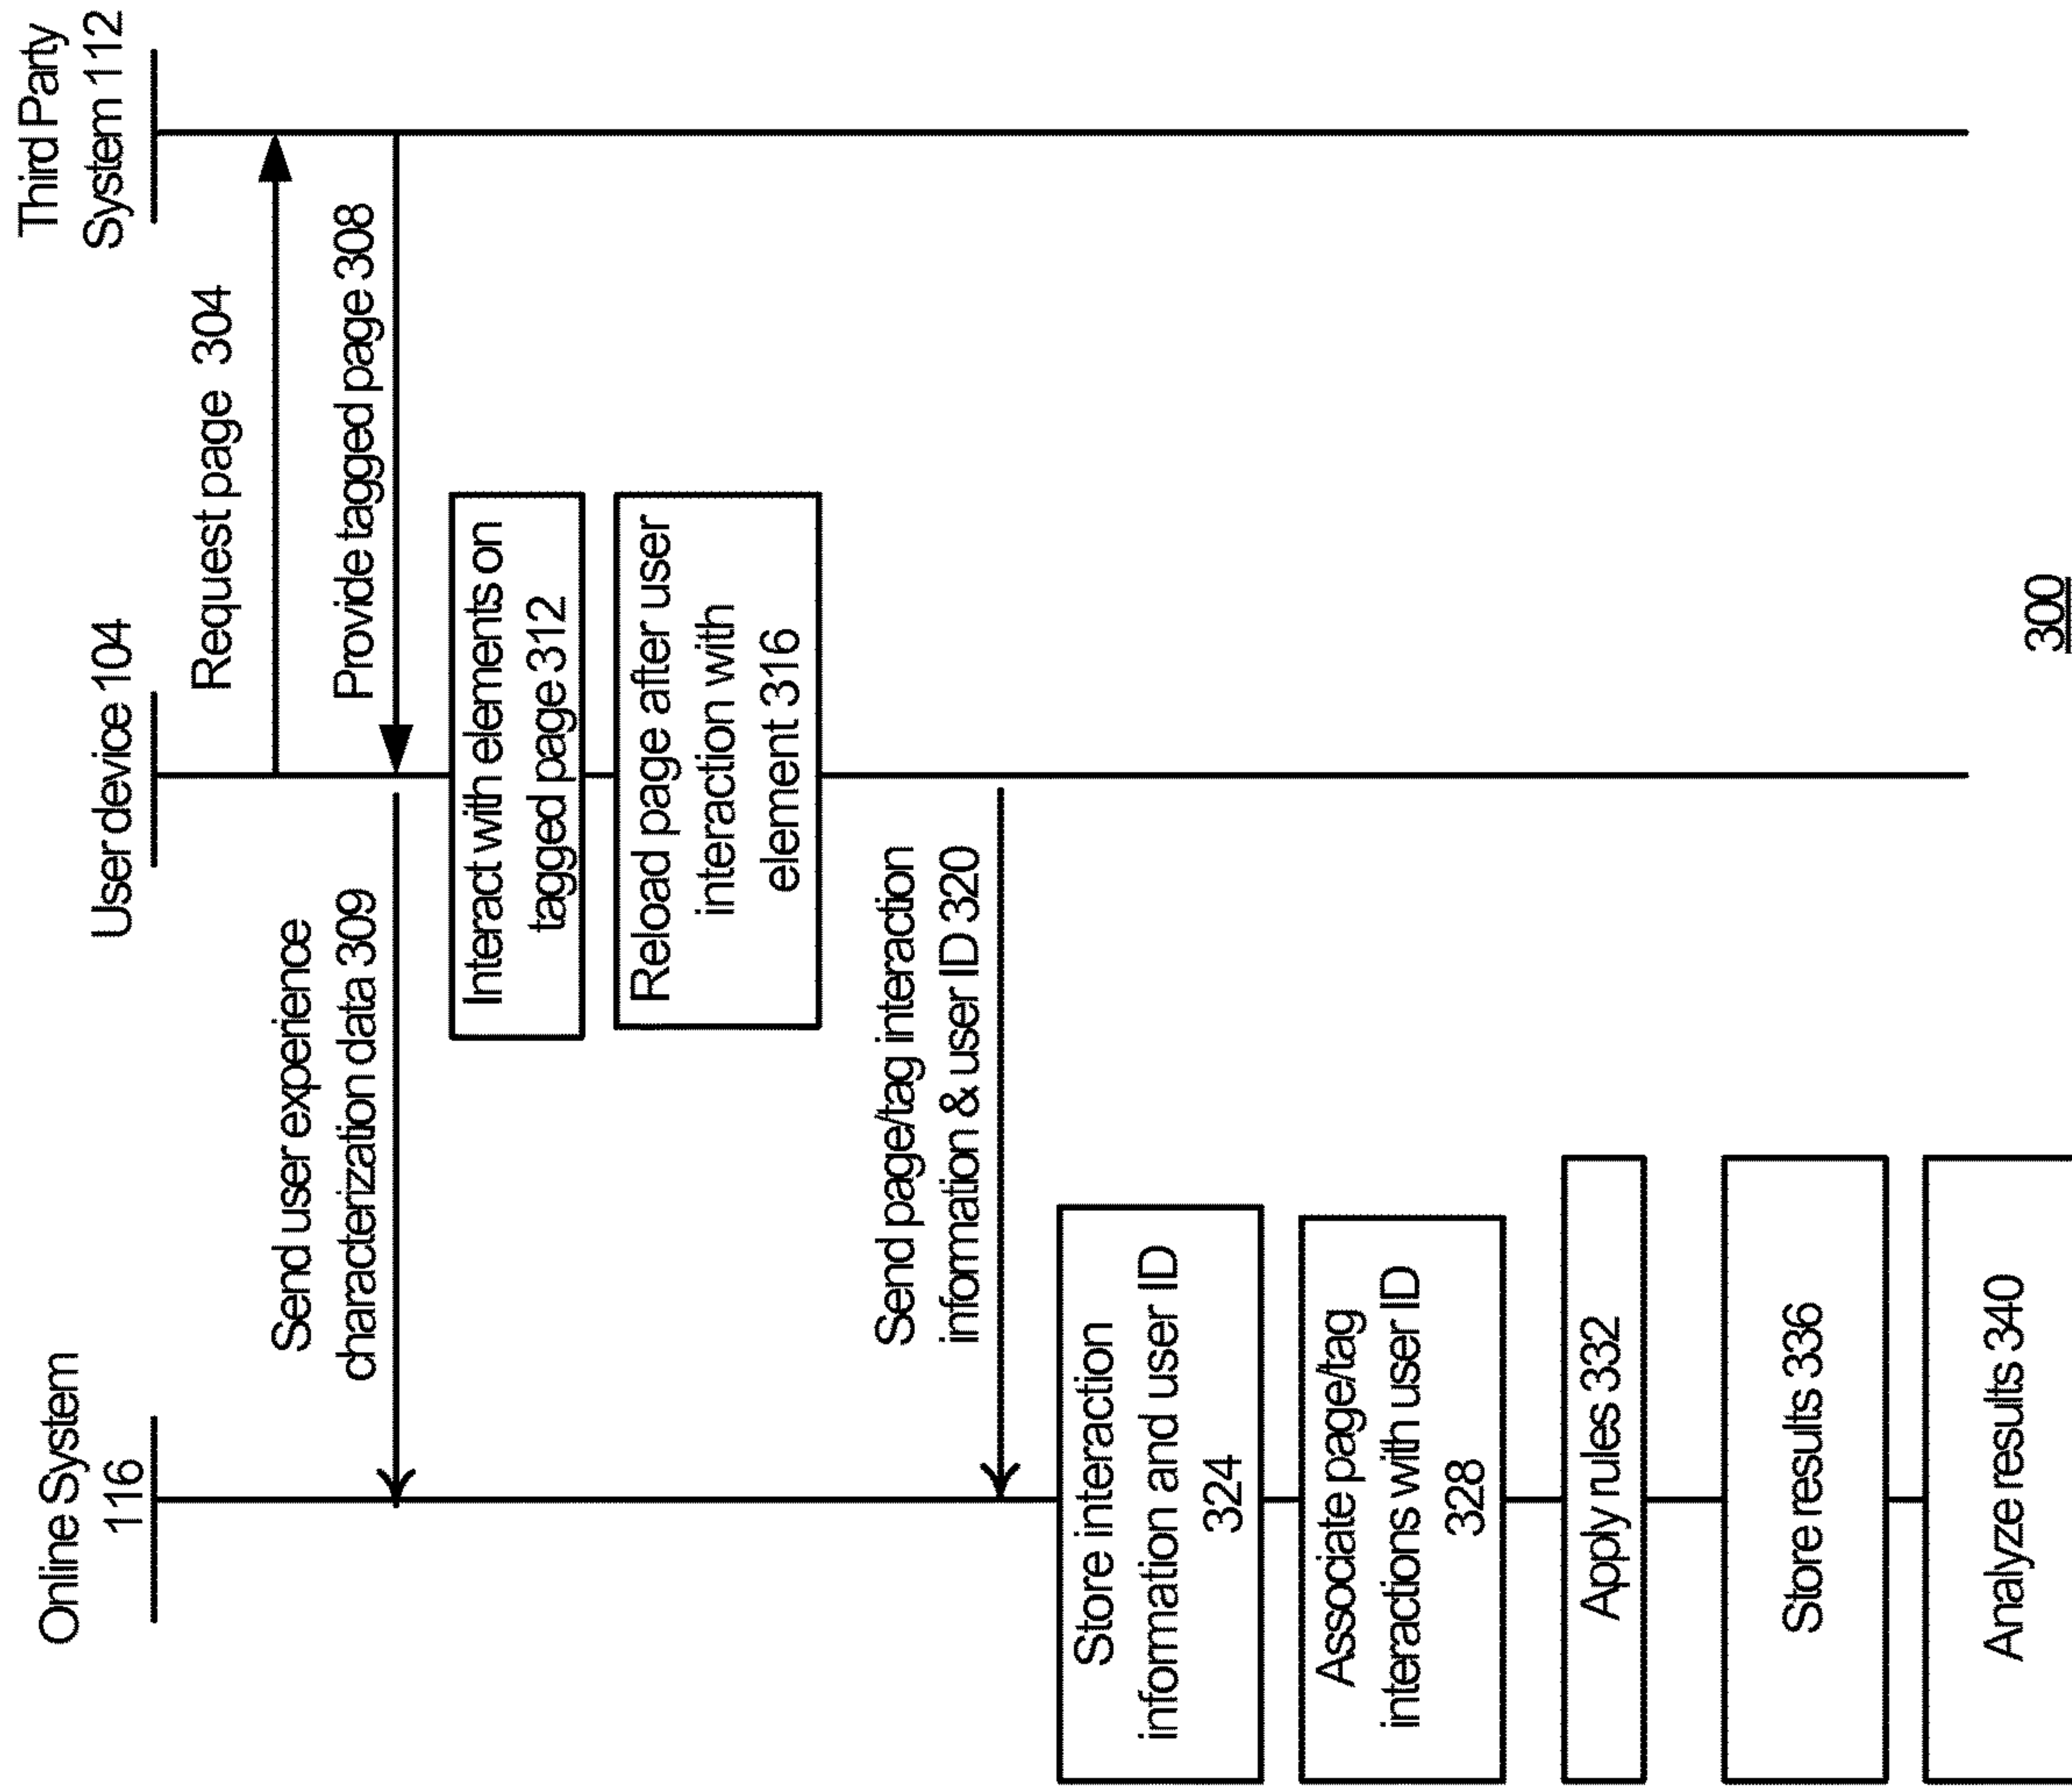 Online System
116
User device 104
Third Party
System 112
Request page 304
Provide tagged page 308
Send user experience
characterization data 309
Interact with elements on
tagged page 312
Reload page after user
interaction with
element 316
Send page/tag interaction
information & user ID 320
Store interaction
information and user ID
324
Associate page/tag
interactions with user ID
328
Apply rules 332
Store results 336
Analyze results 340
300